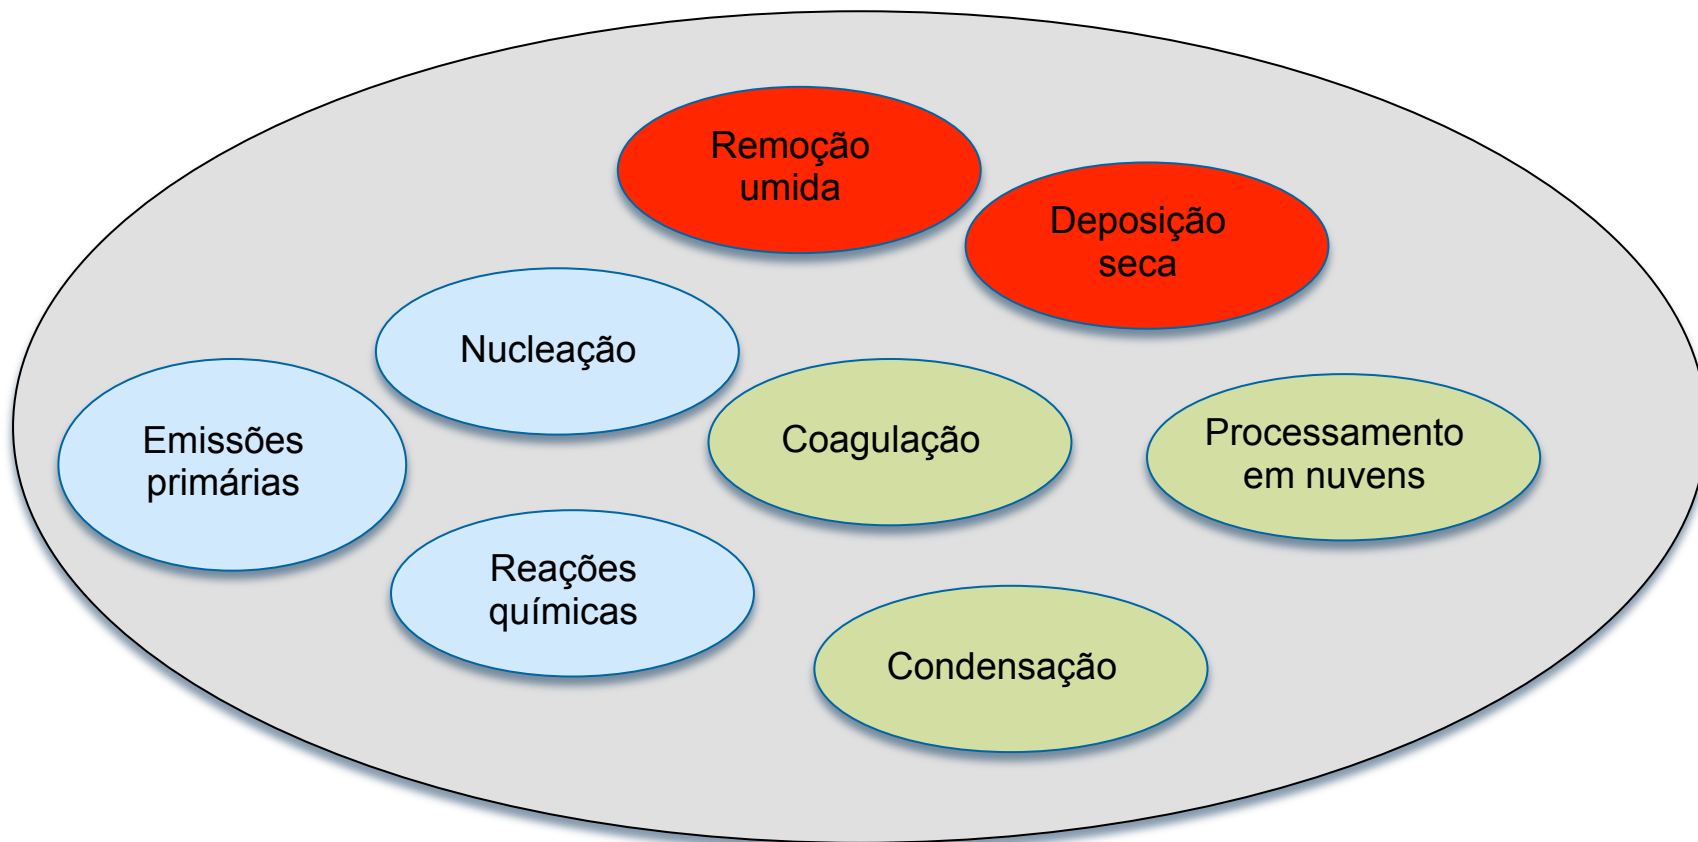 Remoção
umida
Deposição
seca
Nucleação
Emissões
primárias
Coagulação
Processamento
em nuvens
Reações
químicas
Condensação